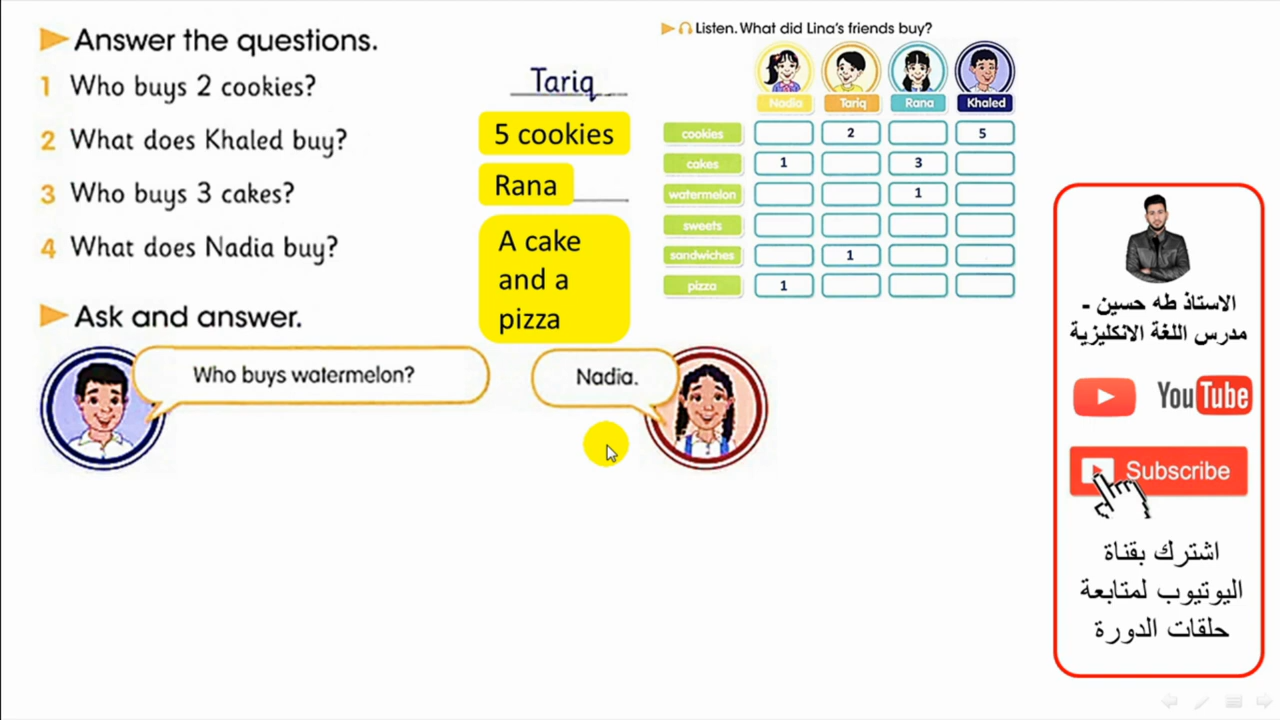 Answer the questions.
1 Who buys 2 cookies?
Tariq
2 What does Khaled buy?
5 cookies
3 Who buys 3 cakes?
Rana
4 What does Nadia buy?
A cake
and a
pizza
Ask and answer.
Who buys watermelon?
Nadia.
Listen. What did Lina's friends buy?
Nadia Tariq Rana Khaled
cookies 2 5
cakes 1 3
watermelon 1
sweets
sandwiches 1
pizza 1
الاستاذ طه حسين -
مدرس اللغة الانكليزية
YouTube
Subscribe
اشترك بقناة
اليوتيوب لمتابعة
حلقات الدورة